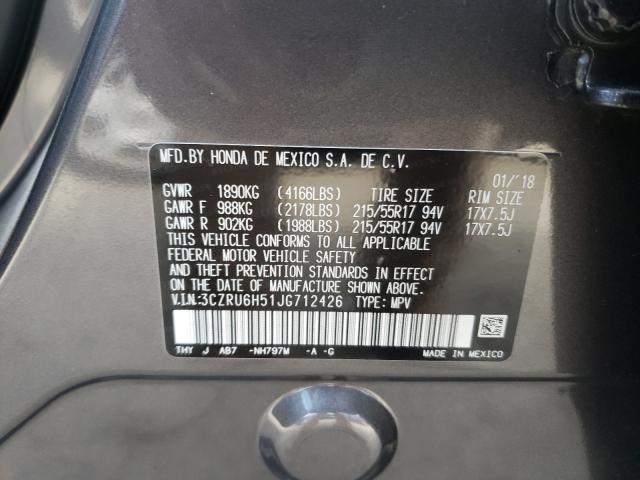 MFD.BY HONDA DE MEXICO S.A. DE C.V.
01/'18
GVWR 1890KG (4166LBS) TIRE SIZE RIM SIZE
GAWR F 988KG (2178LBS) 215/55R17 94V 17X7.5J
GAWR R 902KG (1988LBS) 215/55R17 94V 17X7.5J
THIS VEHICLE CONFORMS TO ALL APPLICABLE
FEDERAL MOTOR VEHICLE SAFETY
AND THEFT PREVENTION STANDARDS IN EFFECT
ON THE DATE OF MANUFACTURE SHOWN ABOVE.
V.I.N:3CZRU6H51JG712426 TYPE: MPV
THY J AB7 -NH797M -A -G MADE IN MEXICO